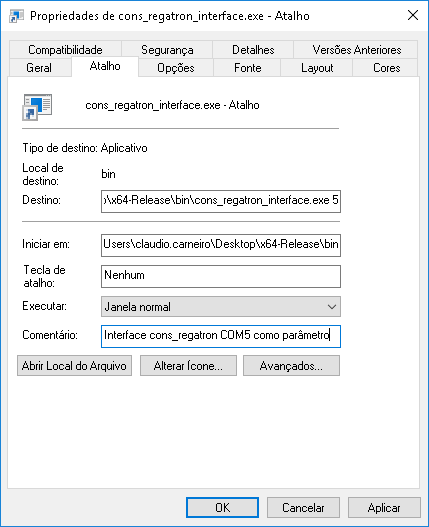 Propriedades de cons_regatron_interface.exe - Atalho
Compatibilidade Segurança Detalhes Versões Anteriores
Geral Atalho Opções Fonte Layout Cores
cons_regatron_interface.exe - Atalho
Tipo de destino: Aplicativo
Local de destino: bin
Destino: \x64-Release\bin\cons_regatron_interface.exe 5
Iniciar em: Users\claudio.carneiro\Desktop\x64-Release\bin
Tecla de atalho: Nenhum
Executar: Janela normal
Comentário: Interface cons_regatron COM5 como parâmetro
Abrir Local do Arquivo Alterar Ícone... Avançados...
OK Cancelar Aplicar